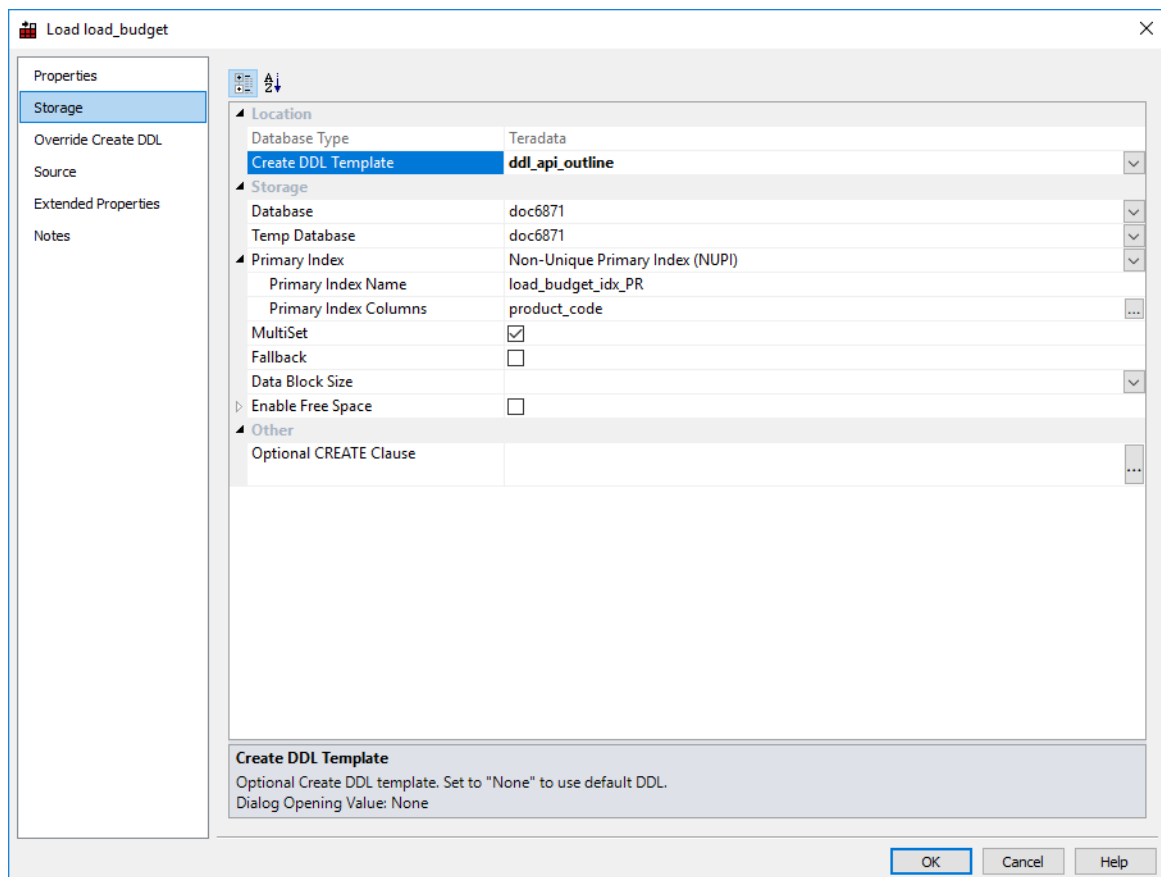 Load load_budget
Properties
Storage
Override Create DDL
Source
Extended Properties
Notes
Location
Database Type Teradata
Create DDL Template ddl_api_outline
Storage
Database doc6871
Temp Database doc6871
Primary Index Non-Unique Primary Index (NUPI)
Primary Index Name load_budget_idx_PR
Primary Index Columns product_code
MultiSet
Fallback
Data Block Size
Enable Free Space
Other
Optional CREATE Clause
Create DDL Template
Optional Create DDL template. Set to "None" to use default DDL.
Dialog Opening Value: None
OK Cancel Help